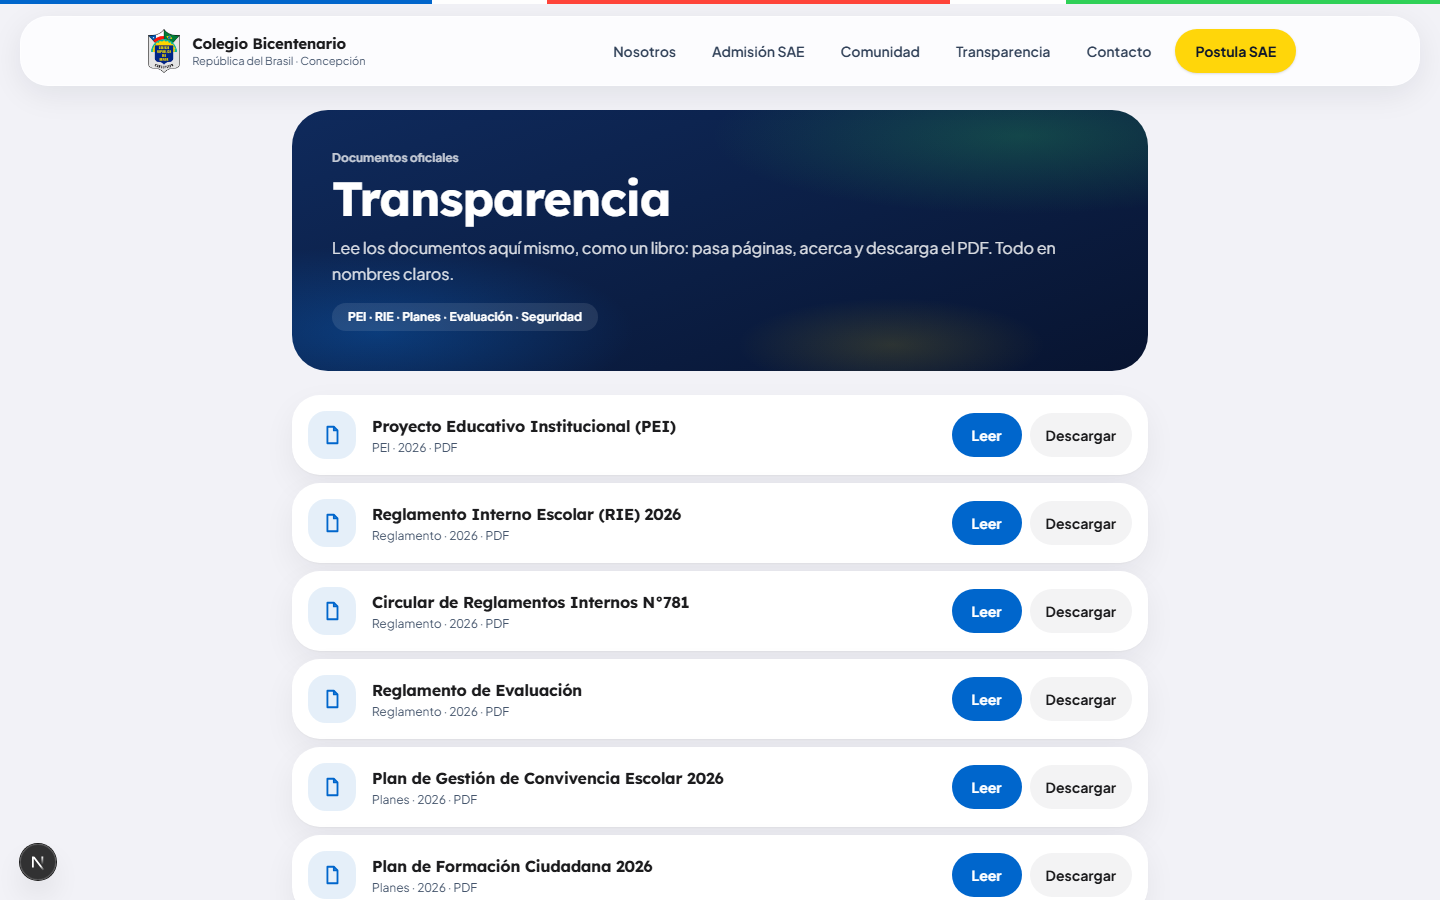 Colegio Bicentenario
República del Brasil · Concepción
Nosotros
Admisión SAE
Comunidad
Transparencia
Contacto
Postula SAE
Documentos oficiales
Transparencia
Lee los documentos aquí mismo, como un libro: pasa páginas, acerca y descarga el PDF. Todo en
nombres claros.
PEI · RIE · Planes · Evaluación · Seguridad
Proyecto Educativo Institucional (PEI)
PEI · 2026 · PDF
Leer
Descargar
Reglamento Interno Escolar (RIE) 2026
Reglamento · 2026 · PDF
Leer
Descargar
Circular de Reglamentos Internos N°781
Reglamento · 2026 · PDF
Leer
Descargar
Reglamento de Evaluación
Reglamento · 2026 · PDF
Leer
Descargar
Plan de Gestión de Convivencia Escolar 2026
Planes · 2026 · PDF
Leer
Descargar
Plan de Formación Ciudadana 2026
Planes · 2026 · PDF
Leer
Descargar
N